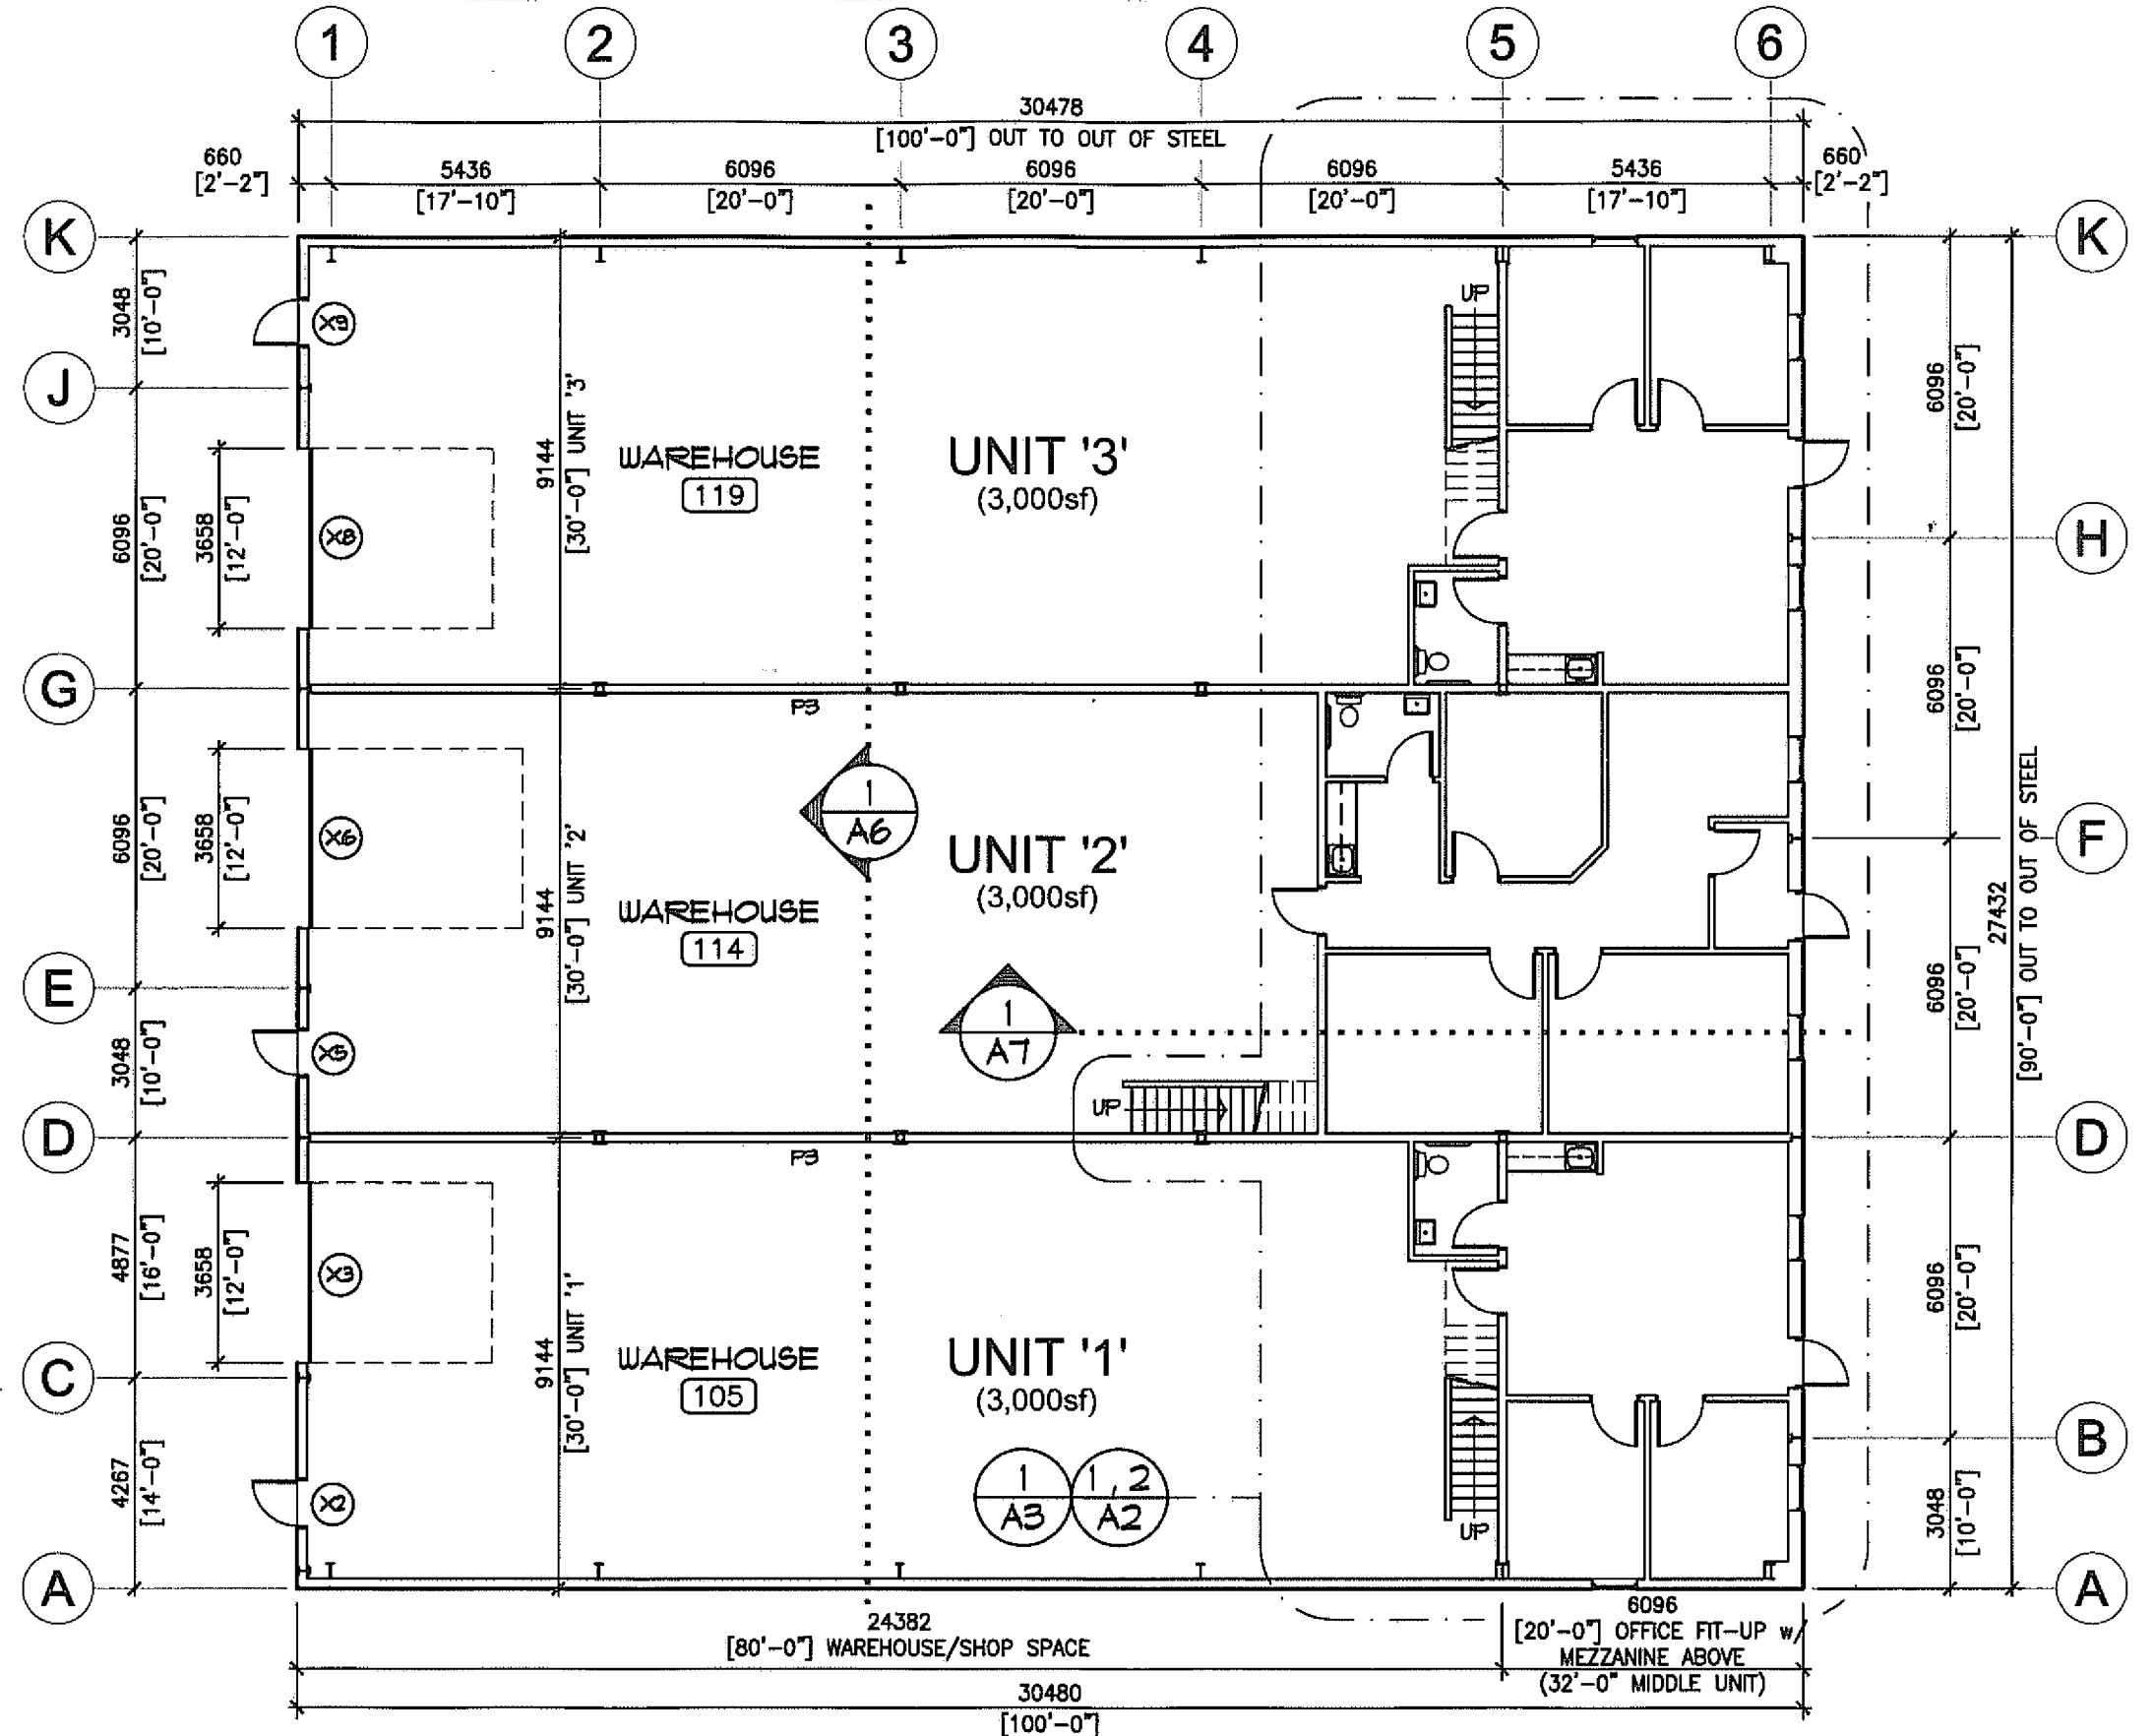 1 2 3 4 5 6
30478
[100'-0"] OUT TO OUT OF STEEL
660 5436 6096 6096 6096 5436 660
[2'-2"] [17'-10"] [20'-0"] [20'-0"] [20'-0"] [17'-10"] [2'-2"]
K K
3048
[10'-0"]
X9
UP
J
9144
[30'-0"] UNIT '3'
WAREHOUSE
119
UNIT '3'
(3,000sf)
6096
[20'-0"]
6096
[20'-0"]
3658
[12'-0"]
X8
H
G
P3
6096
[20'-0"]
6096
[20'-0"]
3658
[12'-0"]
X6
1
A6
UNIT '2'
(3,000sf)
F
9144
[30'-0"] UNIT '2'
WAREHOUSE
114
27432
[90'-0"] OUT TO OUT OF STEEL
E
6096
[20'-0"]
1
A7
3048
[10'-0"]
X5
UP
D D
P3
4877
[16'-0"]
3658
[12'-0"]
X3
6096
[20'-0"]
9144
[30'-0"] UNIT '1'
WAREHOUSE
105
UNIT '1'
(3,000sf)
C
B
4267
[14'-0"]
X2
1
A3
1,2
A2
UP
3048
[10'-0"]
A A
24382
[80'-0"] WAREHOUSE/SHOP SPACE
6096
[20'-0"] OFFICE FIT-UP w/
MEZZANINE ABOVE
(32'-0" MIDDLE UNIT)
30480
[100'-0"]